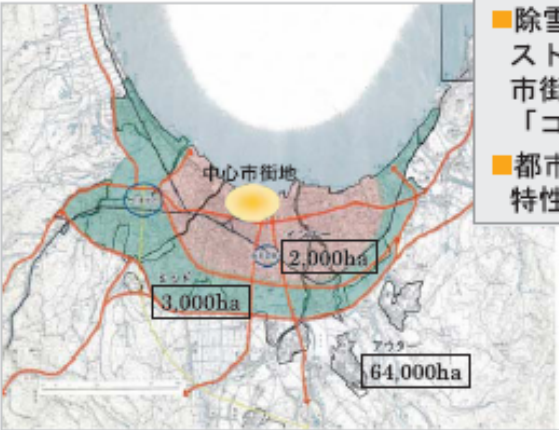 ■除雪
スト
市街
「コ
■都市
特性
中心市街地
インナー
2,000ha
ミッド
3,000ha
アウター
64,000ha